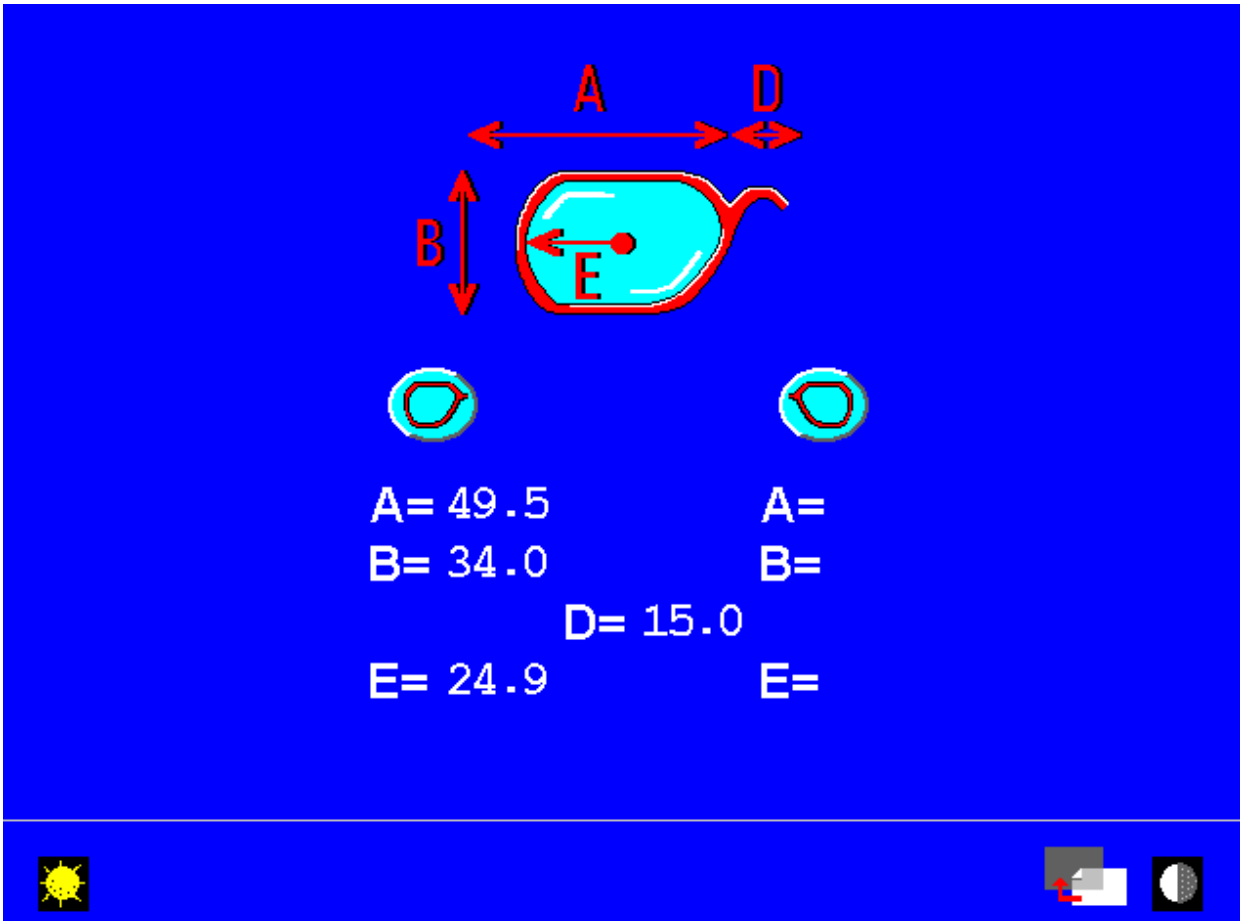 A D
B
E
A= 49.5 A=
B= 34.0 B=
D= 15.0
E= 24.9 E=